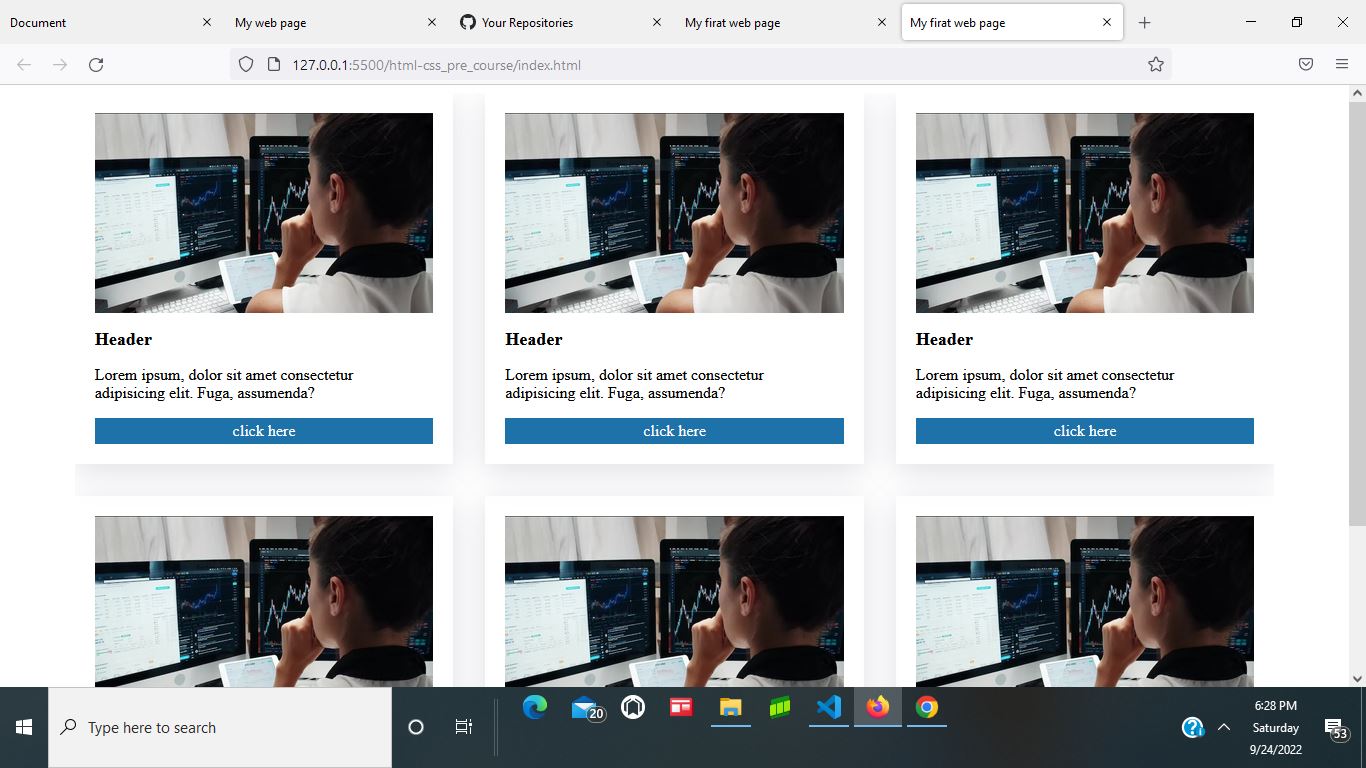 Document
My web page
Your Repositories
My firat web page
My firat web page
127.0.0.1:5500/html-css_pre_course/index.html
Header
Lorem ipsum, dolor sit amet consectetur
adipisicing elit. Fuga, assumenda?
click here
Header
Lorem ipsum, dolor sit amet consectetur
adipisicing elit. Fuga, assumenda?
click here
Header
Lorem ipsum, dolor sit amet consectetur
adipisicing elit. Fuga, assumenda?
click here
Type here to search
20
6:28 PM
Saturday
9/24/2022
53